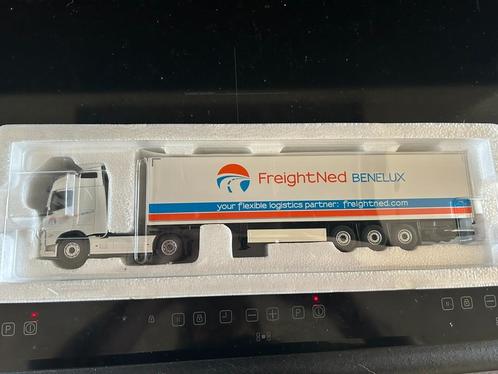 FreightNed BENELUX
your flexible logistics partner: freightned.com
P
P